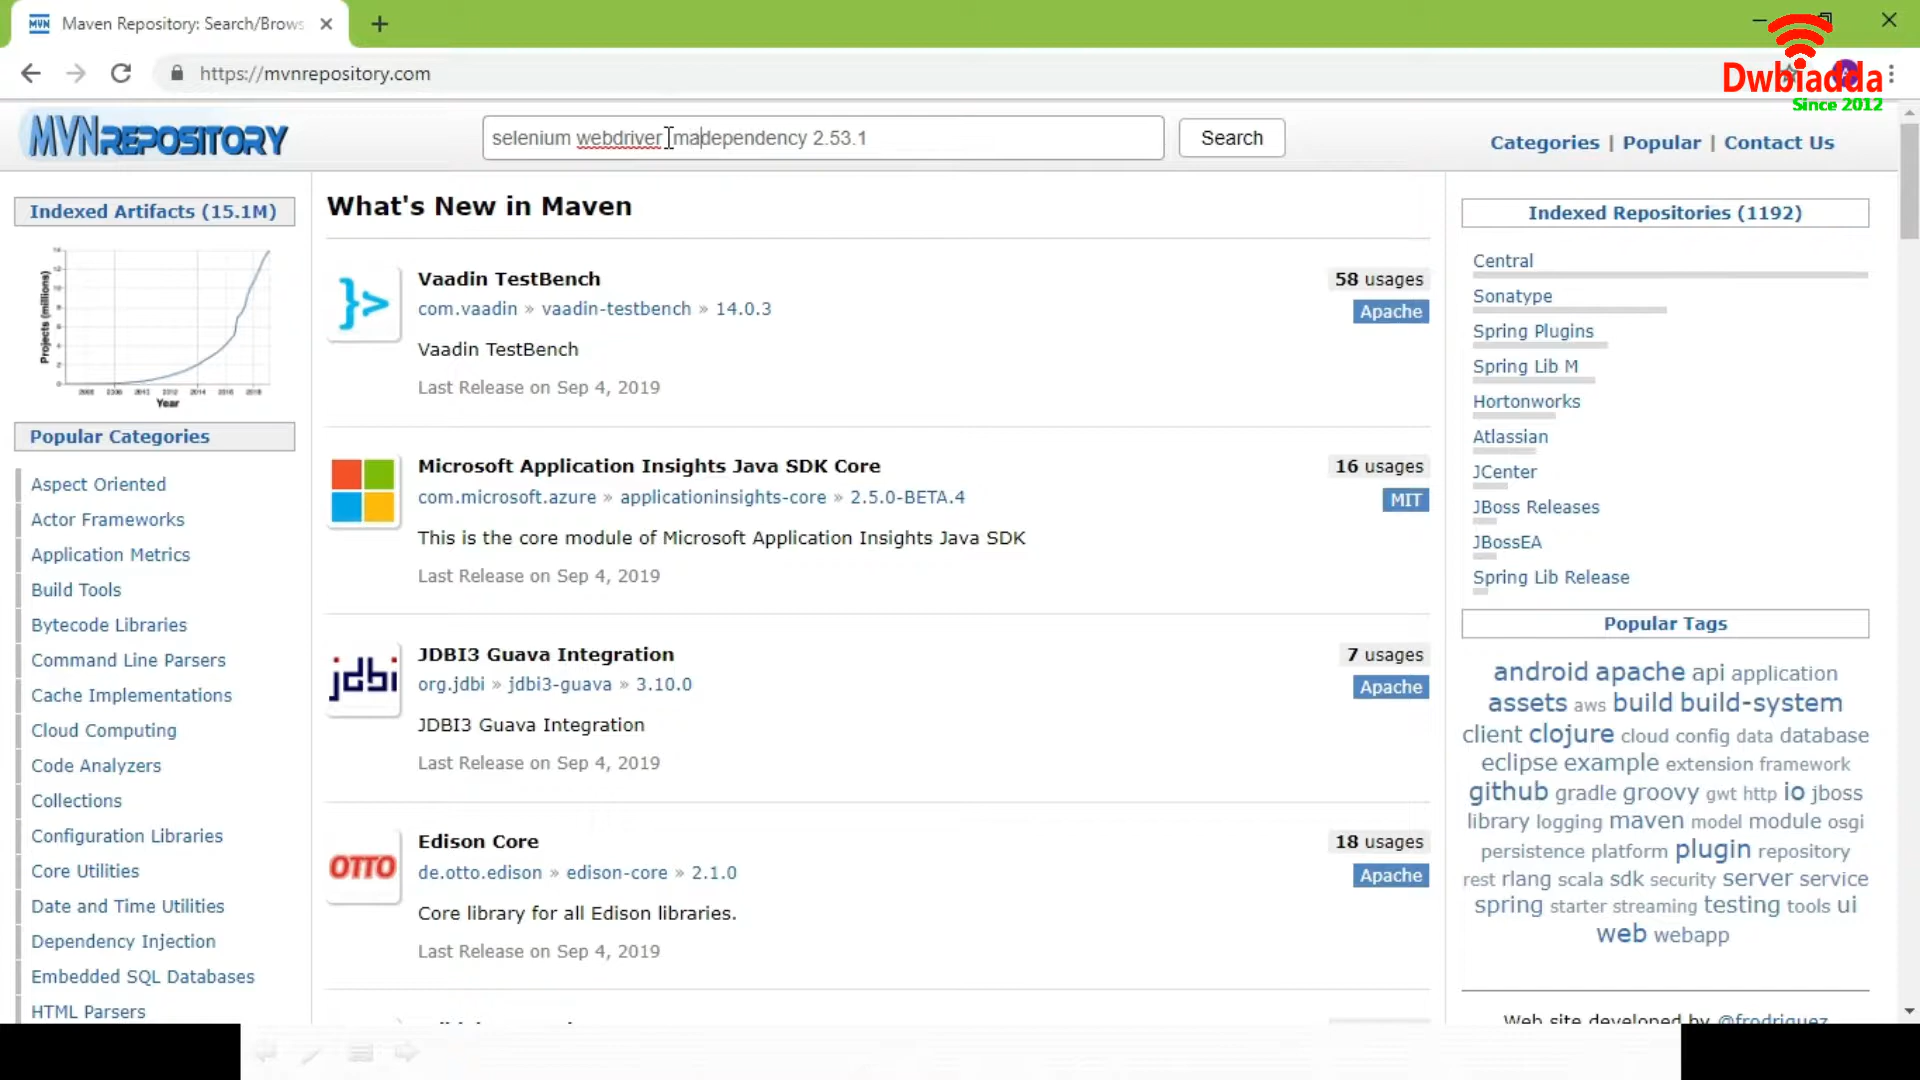 Maven Repository: Search/Brows
https://mvnrepository.com
Dwbiadda
Since 2012
MVNREPOSITORY
selenium webdriver madependency 2.53.1
Search
Categories | Popular | Contact Us
Indexed Artifacts (15.1M)
Projects (millions)
Year
Popular Categories
Aspect Oriented
Actor Frameworks
Application Metrics
Build Tools
Bytecode Libraries
Command Line Parsers
Cache Implementations
Cloud Computing
Code Analyzers
Collections
Configuration Libraries
Core Utilities
Date and Time Utilities
Dependency Injection
Embedded SQL Databases
HTML Parsers
What's New in Maven
Vaadin TestBench
58 usages
com.vaadin » vaadin-testbench » 14.0.3
Apache
Vaadin TestBench
Last Release on Sep 4, 2019
Microsoft Application Insights Java SDK Core
16 usages
com.microsoft.azure » applicationinsights-core » 2.5.0-BETA.4
MIT
This is the core module of Microsoft Application Insights Java SDK
Last Release on Sep 4, 2019
jdbi
JDBI3 Guava Integration
7 usages
org.jdbi » jdbi3-guava » 3.10.0
Apache
JDBI3 Guava Integration
Last Release on Sep 4, 2019
OTTO
Edison Core
18 usages
de.otto.edison » edison-core » 2.1.0
Apache
Core library for all Edison libraries.
Last Release on Sep 4, 2019
Indexed Repositories (1192)
Central
Sonatype
Spring Plugins
Spring Lib M
Hortonworks
Atlassian
JCenter
JBoss Releases
JBossEA
Spring Lib Release
Popular Tags
android apache api application
assets aws build build-system
client clojure cloud config data database
eclipse example extension framework
github gradle groovy gwt http io jboss
library logging maven model module osgi
persistence platform plugin repository
rest rlang scala sdk security server service
spring starter streaming testing tools ui
web webapp
Web site developed by @frodriguez